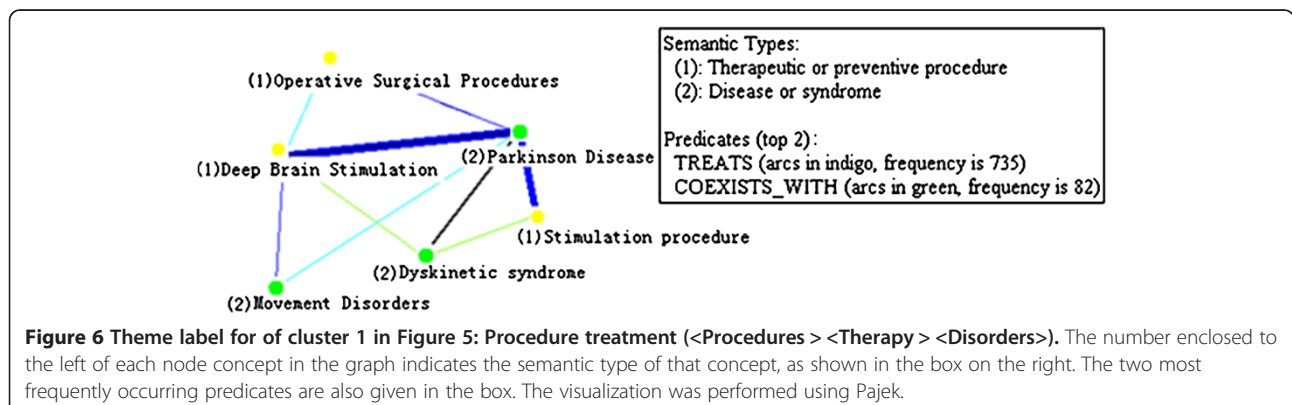 (1)Operative Surgical Procedures
(1)Deep Brain Stimulation
(2)Parkinson Disease
(1)Stimulation procedure
(2)Dyskinetic syndrome
(2)Movement Disorders
Semantic Types:
(1): Therapeutic or preventive procedure
(2): Disease or syndrome
Predicates (top 2):
TREATS (arcs in indigo, frequency is 735)
COEXISTS_WITH (arcs in green, frequency is 82)
Figure 6 Theme label for of cluster 1 in Figure 5: Procedure treatment (<Procedures > <Therapy > <Disorders>). The number enclosed to
the left of each node concept in the graph indicates the semantic type of that concept, as shown in the box on the right. The two most
frequently occurring predicates are also given in the box. The visualization was performed using Pajek.